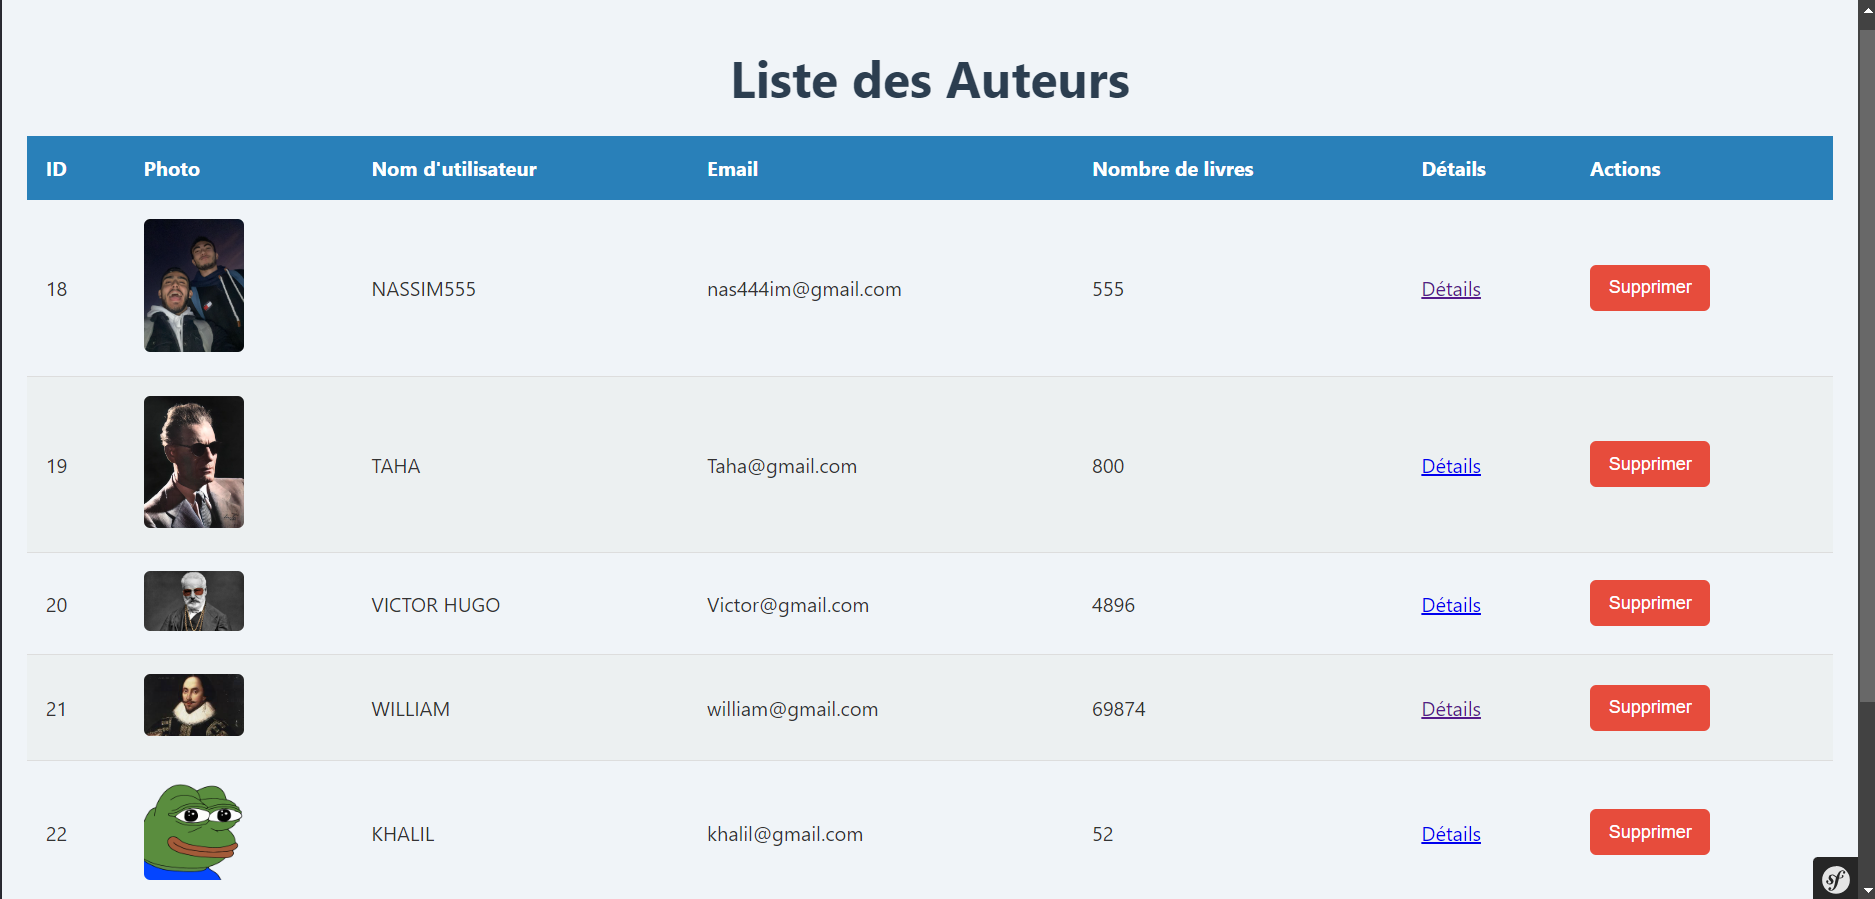 Liste des Auteurs
ID Photo Nom d'utilisateur Email Nombre de livres Détails Actions
18 NASSIM555 nas444im@gmail.com 555 Détails Supprimer
19 TAHA Taha@gmail.com 800 Détails Supprimer
20 VICTOR HUGO Victor@gmail.com 4896 Détails Supprimer
21 WILLIAM william@gmail.com 69874 Détails Supprimer
22 KHALIL khalil@gmail.com 52 Détails Supprimer
sf